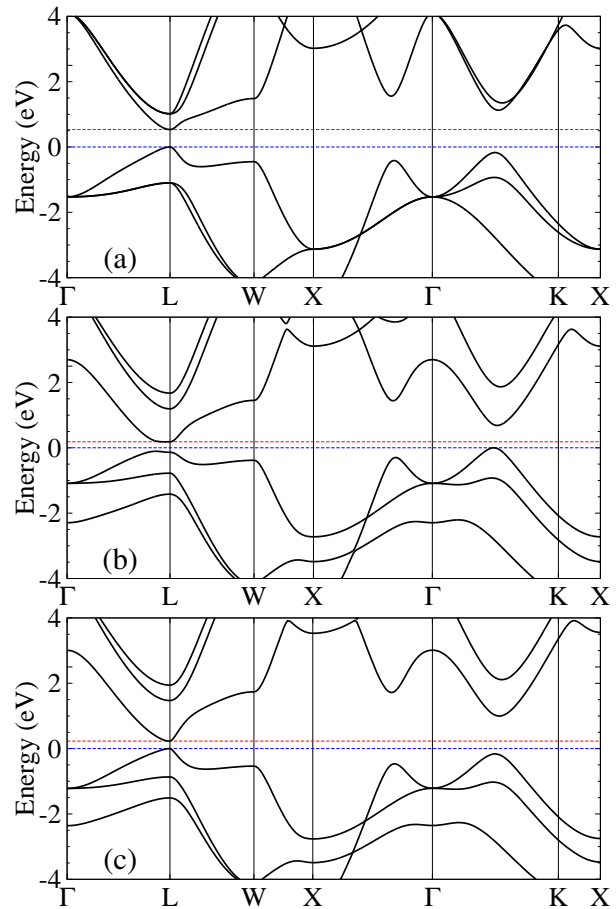 4
2
0
-2
-4
Energy (eV)
(a)
Γ L W X Γ K X
4
2
0
-2
-4
Energy (eV)
(b)
Γ L W X Γ K X
4
2
0
-2
-4
Energy (eV)
(c)
Γ L W X Γ K X